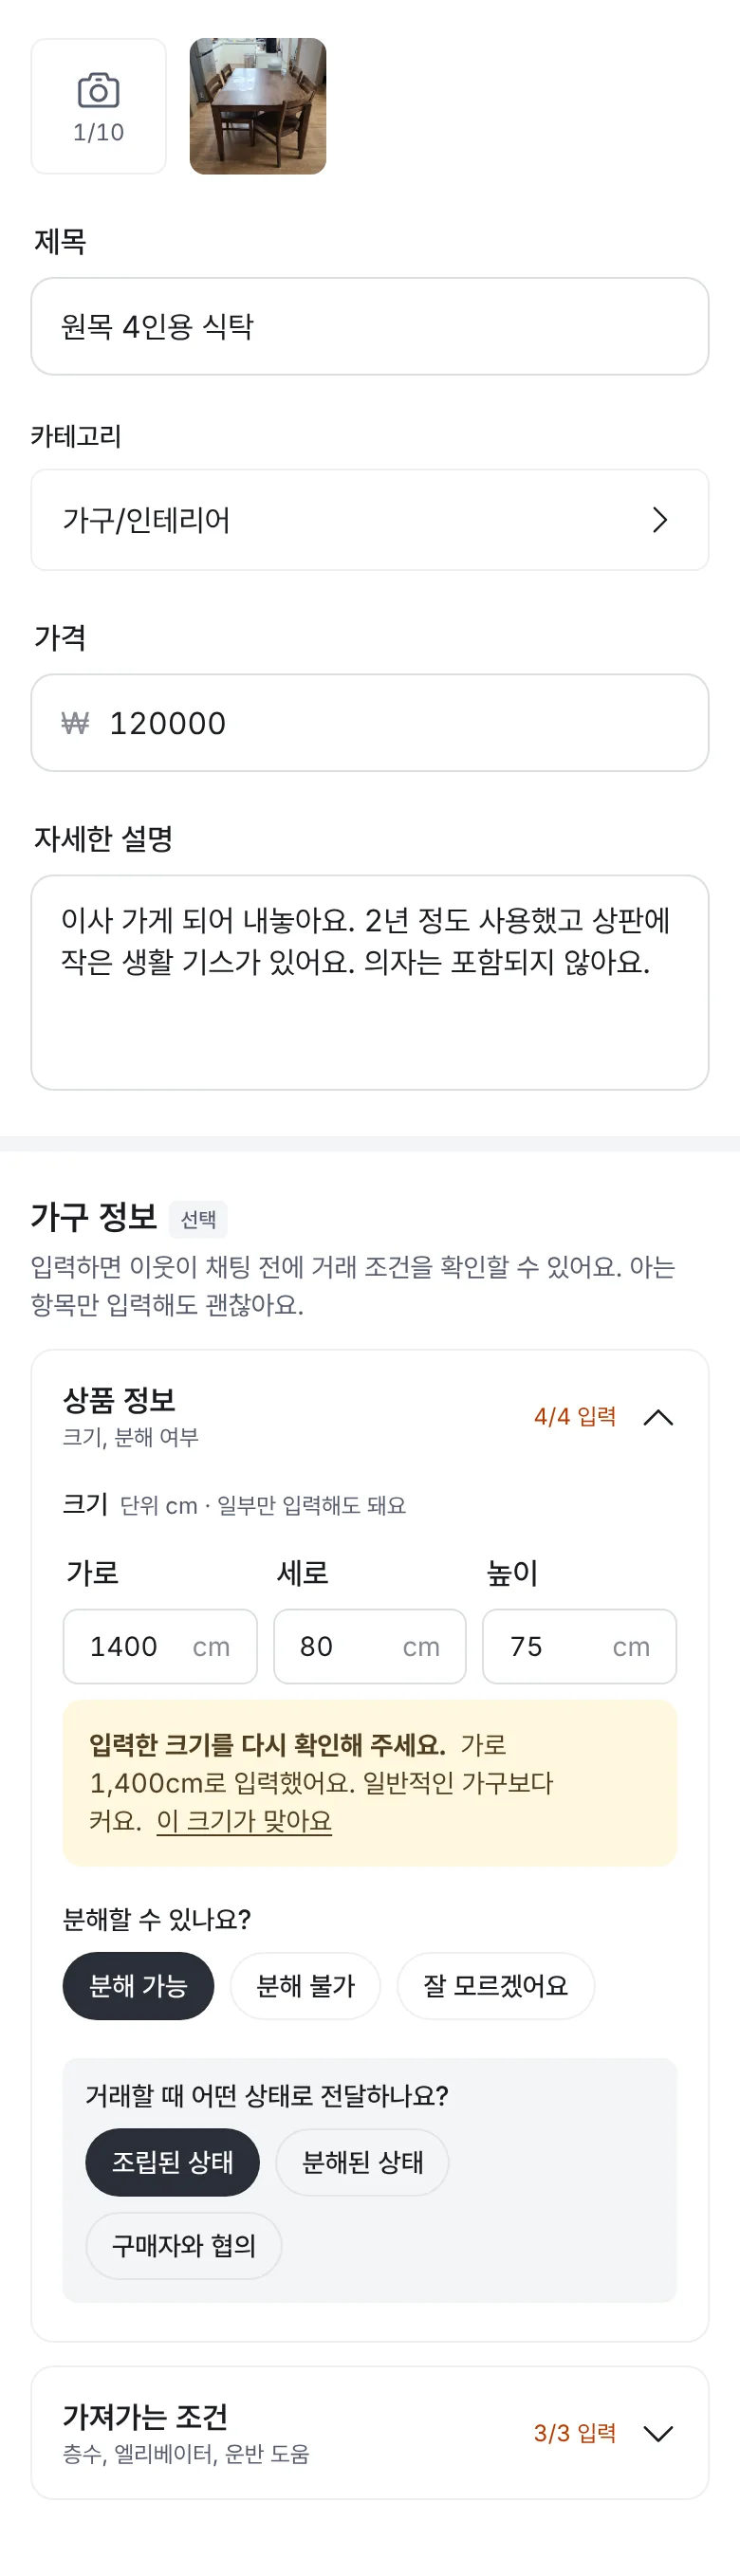 1/10
제목
원목 4인용 식탁
카테고리
가구/인테리어
가격
₩ 120000
자세한 설명
이사 가게 되어 내놓아요. 2년 정도 사용했고 상판에
작은 생활 기스가 있어요. 의자는 포함되지 않아요.
가구 정보 선택
입력하면 이웃이 채팅 전에 거래 조건을 확인할 수 있어요. 아는
항목만 입력해도 괜찮아요.
상품 정보
크기, 분해 여부
4/4 입력
크기 단위 cm · 일부만 입력해도 돼요
가로 세로 높이
1400 cm 80 cm 75 cm
입력한 크기를 다시 확인해 주세요. 가로
1,400cm로 입력했어요. 일반적인 가구보다
커요. 이 크기가 맞아요
분해할 수 있나요?
분해 가능 분해 불가 잘 모르겠어요
거래할 때 어떤 상태로 전달하나요?
조립된 상태 분해된 상태
구매자와 협의
가져가는 조건
층수, 엘리베이터, 운반 도움
3/3 입력